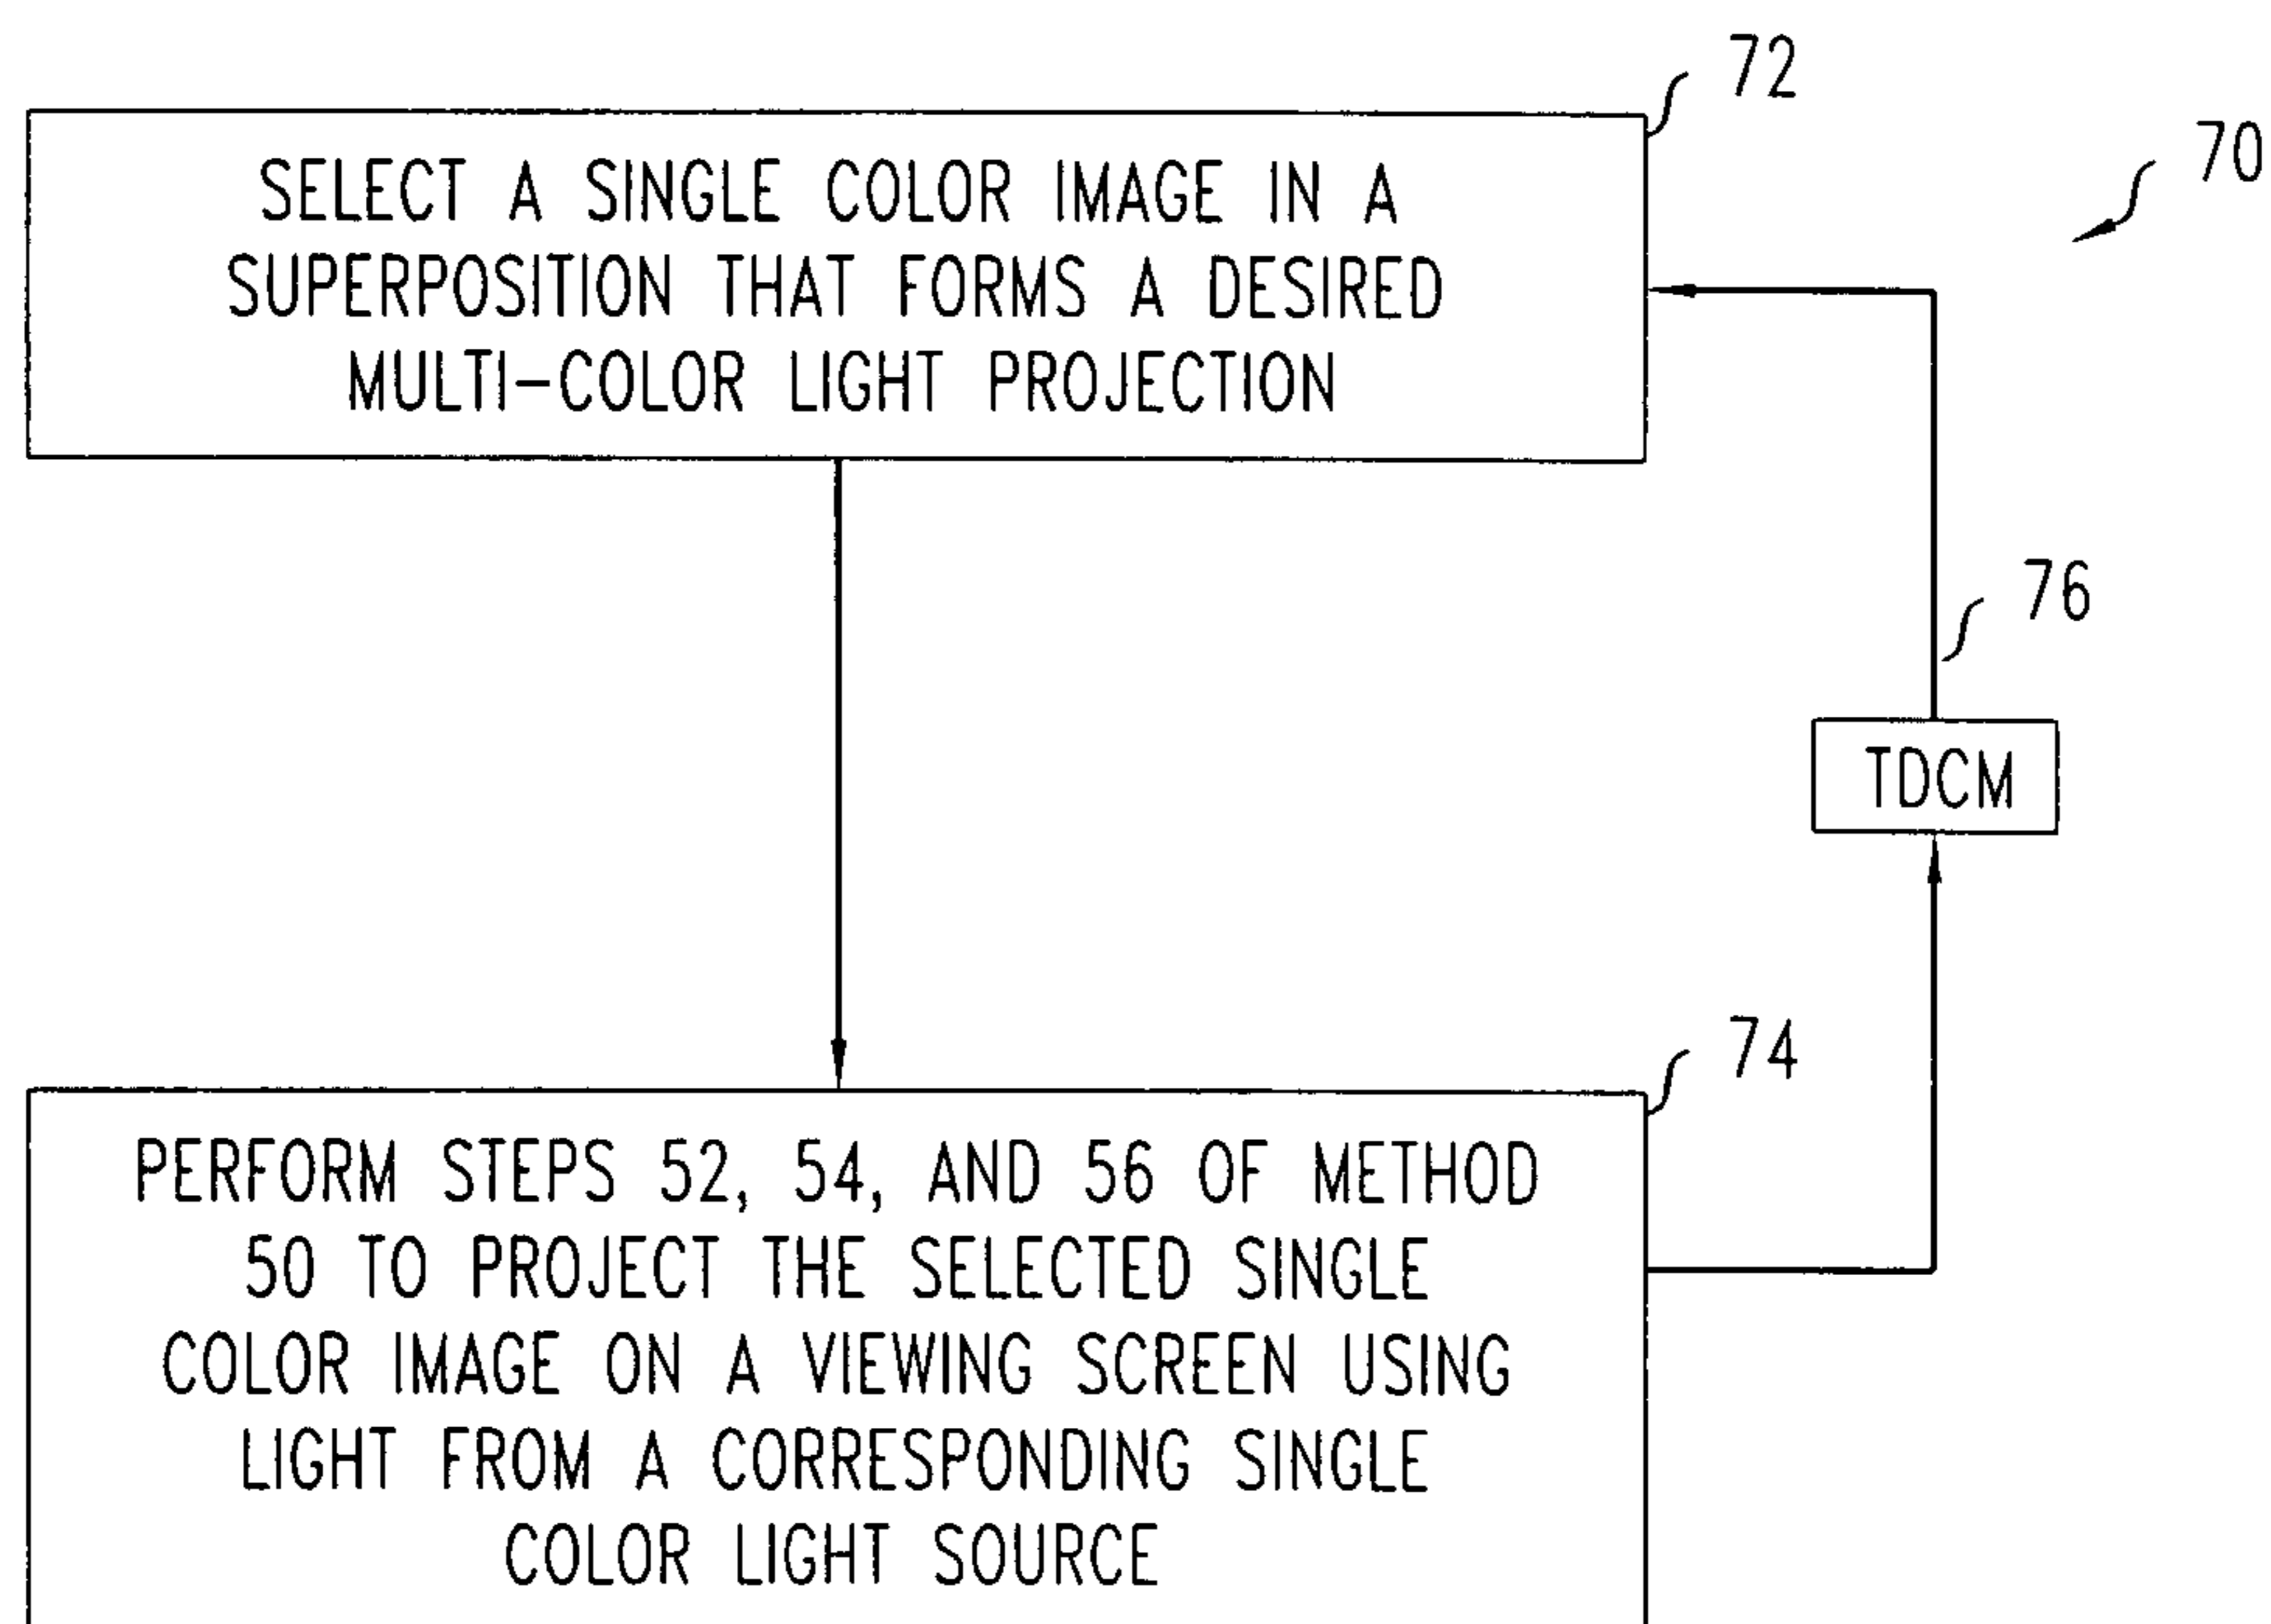 72
70
SELECT A SINGLE COLOR IMAGE IN A
SUPERPOSITION THAT FORMS A DESIRED
MULTI-COLOR LIGHT PROJECTION
76
TDCM
74
PERFORM STEPS 52, 54, AND 56 OF METHOD
50 TO PROJECT THE SELECTED SINGLE
COLOR IMAGE ON A VIEWING SCREEN USING
LIGHT FROM A CORRESPONDING SINGLE
COLOR LIGHT SOURCE